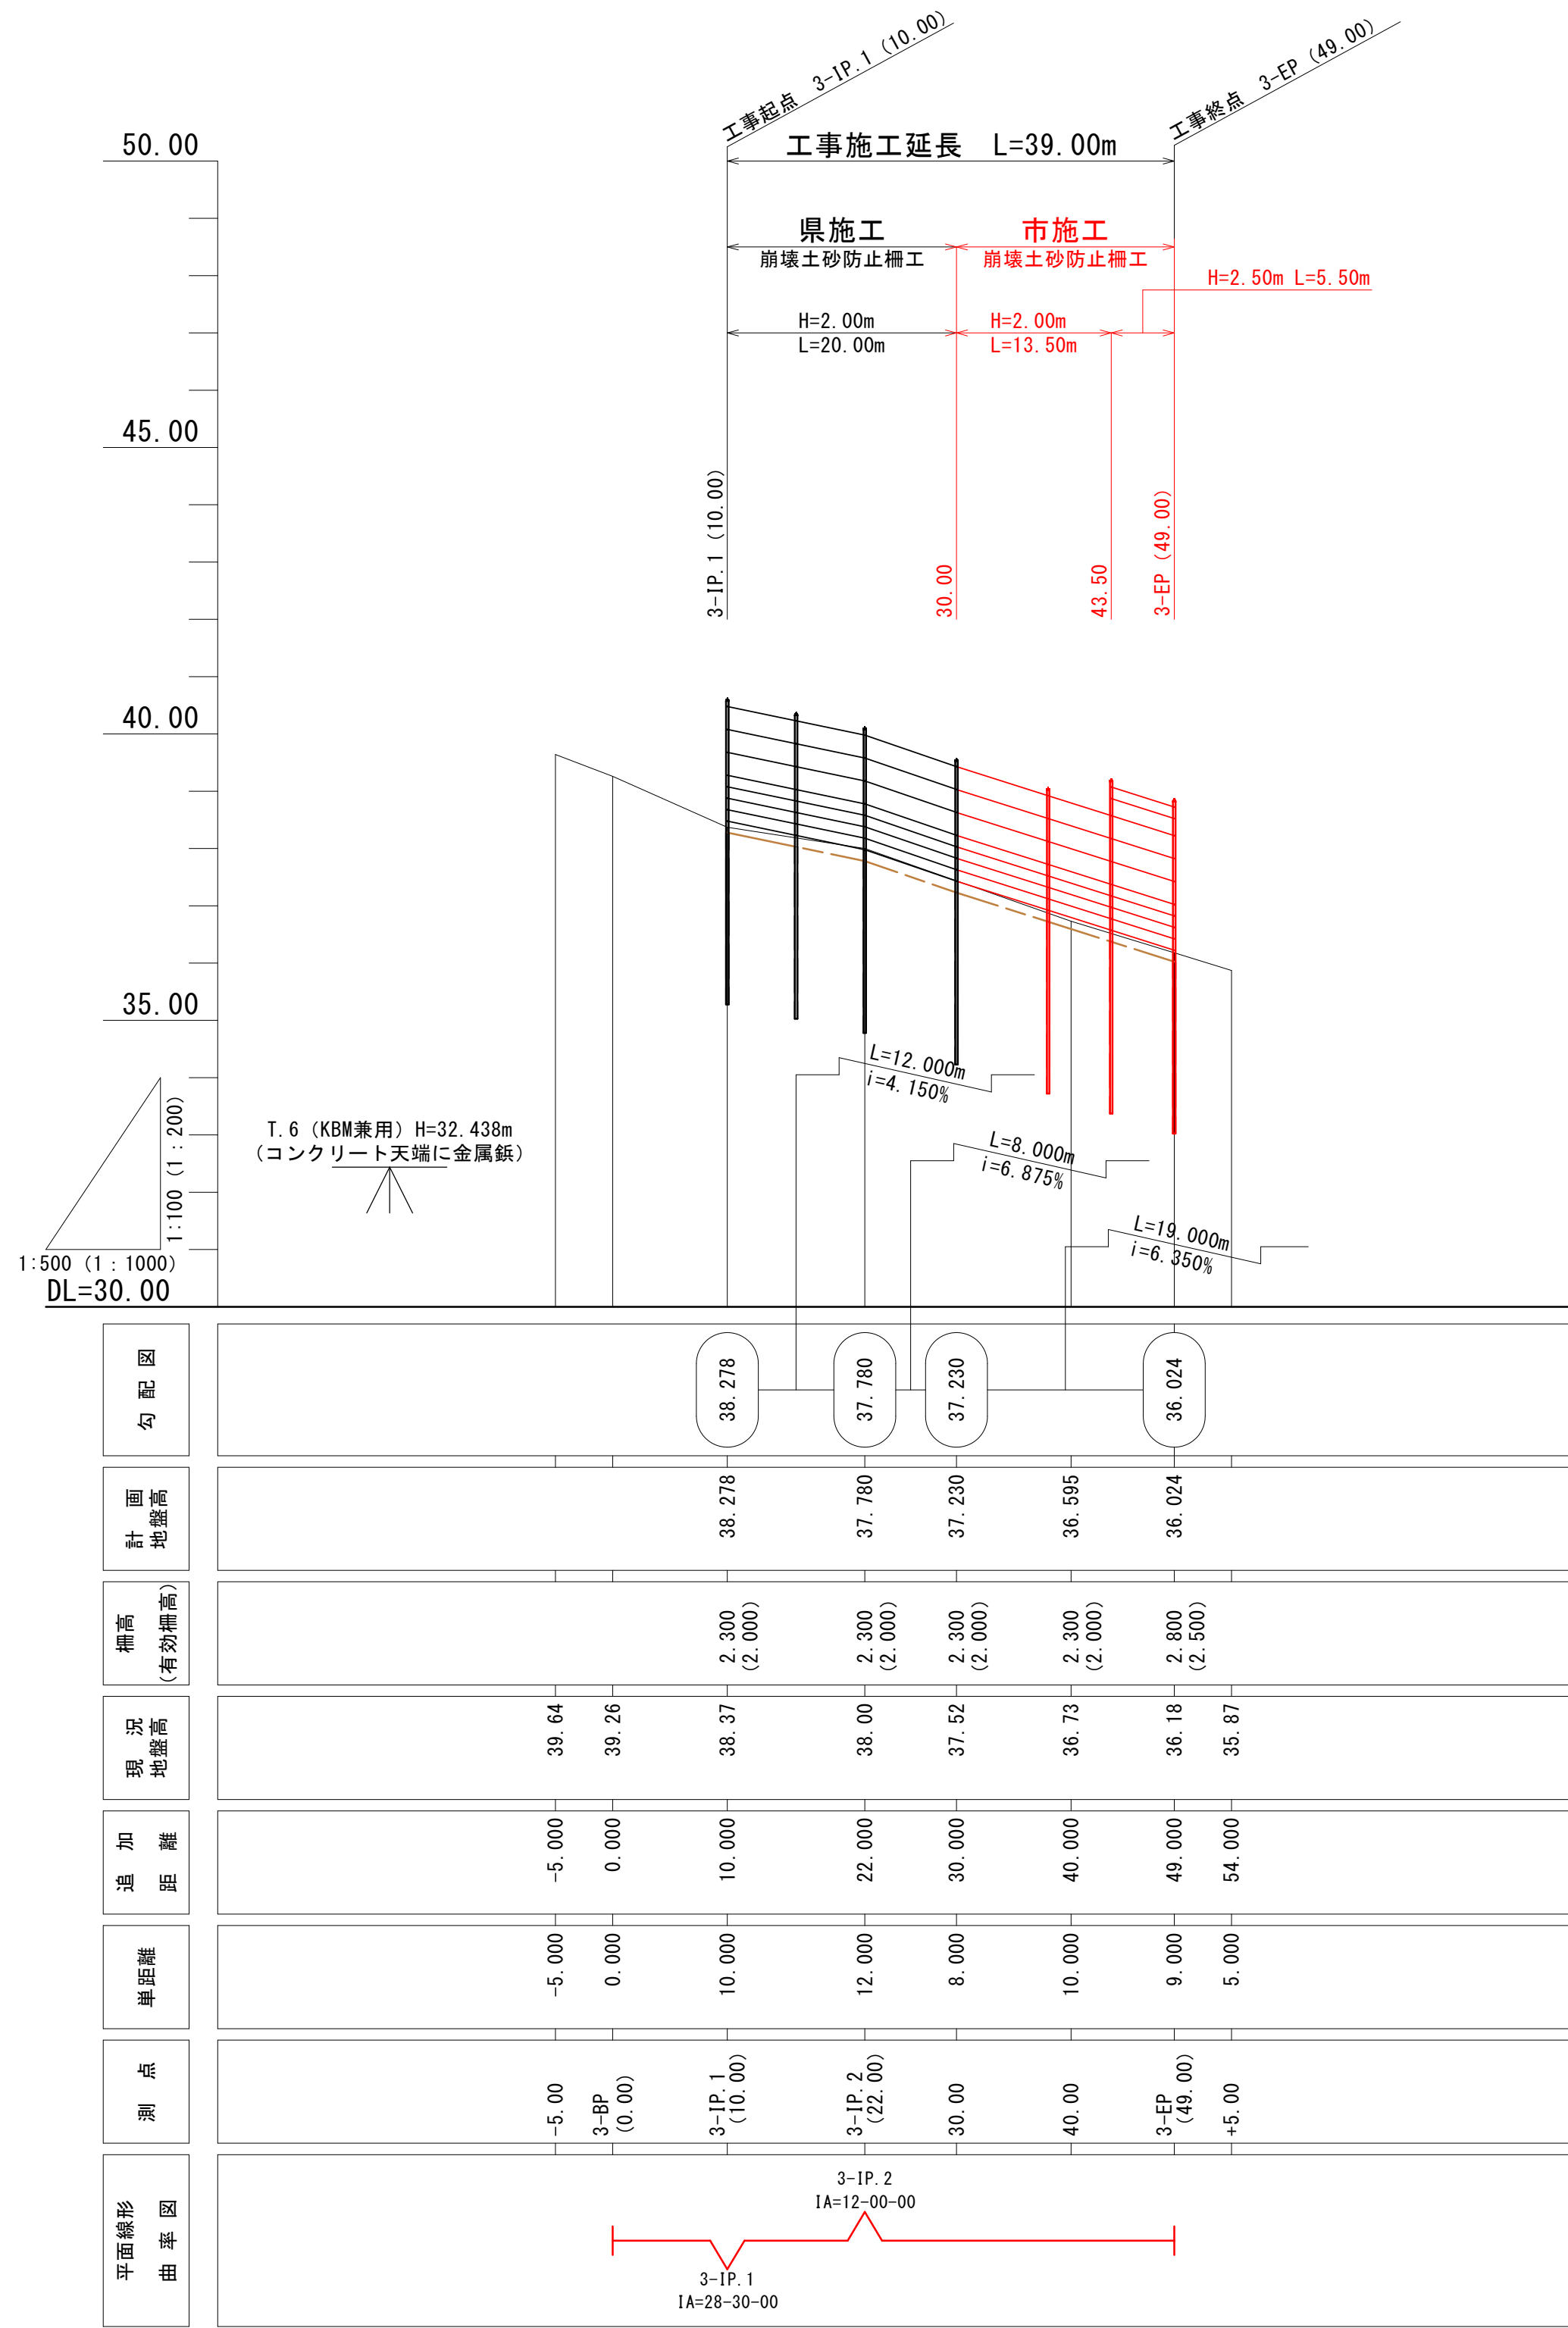 工事起点　3-IP.1 (10.00)
工事終点　3-EP (49.00)
工事施工延長　L=39.00m
県施工
崩壊土砂防止柵工
市施工
崩壊土砂防止柵工
H=2.50m L=5.50m
H=2.00m
L=20.00m
H=2.00m
L=13.50m
3-IP.1 (10.00)
30.00
43.50
3-EP (49.00)
50.00
45.00
40.00
35.00
L=12.000m
i=4.150%
L=8.000m
i=6.875%
L=19.000m
i=6.350%
T.6 (KBM兼用) H=32.438m
(コンクリート天端に金属鋲)
1:100 (1：200)
1:500 (1：1000)
DL=30.00
勾配図
38.278
37.780
37.230
36.024
計画
地盤高
38.278
37.780
37.230
36.595
36.024
柵高
(有効柵高)
2.300
(2.000)
2.300
(2.000)
2.300
(2.000)
2.300
(2.000)
2.800
(2.500)
現況
地盤高
39.64
39.26
38.37
38.00
37.52
36.73
36.18
35.87
追加
距離
-5.000
0.000
10.000
22.000
30.000
40.000
49.000
54.000
単距離
-5.000
0.000
10.000
12.000
8.000
10.000
9.000
5.000
測点
-5.00
3-BP
(0.00)
3-IP.1
(10.00)
3-IP.2
(22.00)
30.00
40.00
3-EP
(49.00)
+5.00
平面線形
曲率図
3-IP.2
IA=12-00-00
3-IP.1
IA=28-30-00